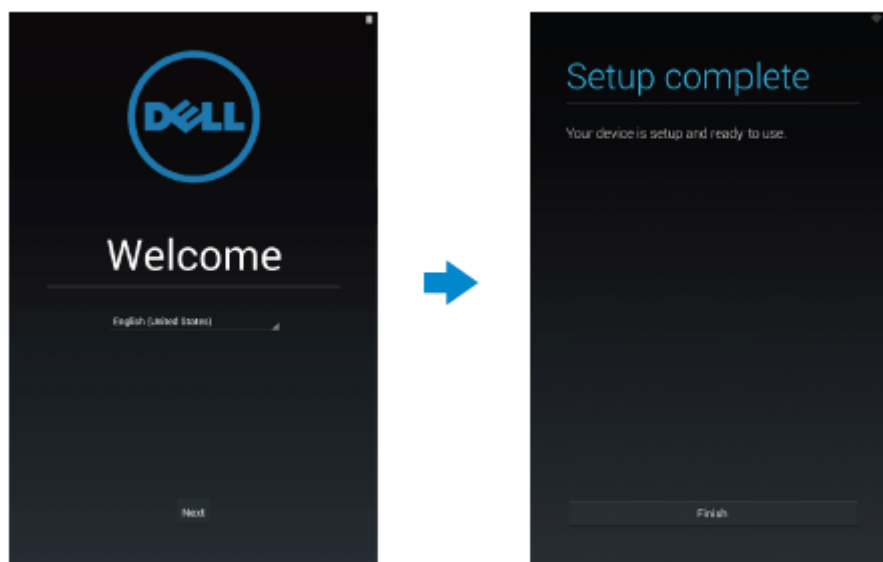 DELL
Welcome
English (United States)
Next
Setup complete
Your device is setup and ready to use.
Finish